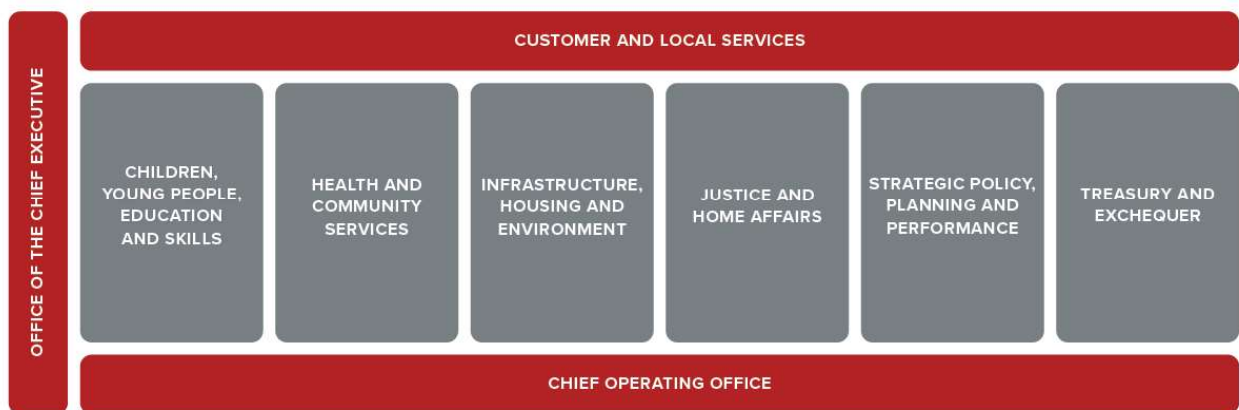 OFFICE OF THE CHIEF EXECUTIVE
CUSTOMER AND LOCAL SERVICES
CHILDREN,
YOUNG PEOPLE,
EDUCATION
AND SKILLS
HEALTH AND
COMMUNITY
SERVICES
INFRASTRUCTURE,
HOUSING AND
ENVIRONMENT
JUSTICE AND
HOME AFFAIRS
STRATEGIC POLICY,
PLANNING AND
PERFORMANCE
TREASURY AND
EXCHEQUER
CHIEF OPERATING OFFICE